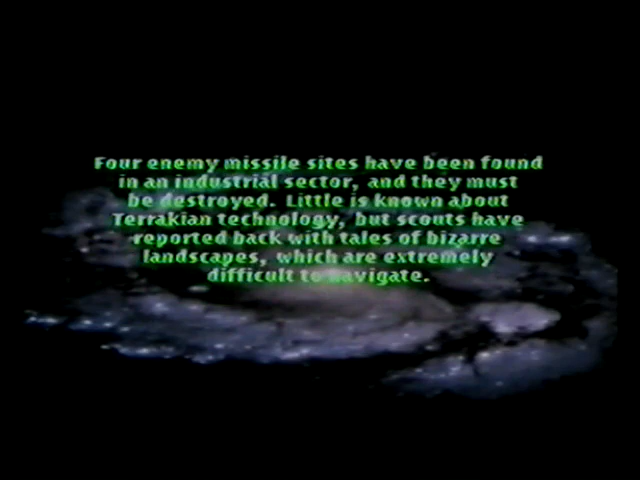 Four enemy missile sites have been found
in an industrial sector, and they must
be destroyed. Little is known about
Terrakian technology, but scouts have
reported back with tales of bizarre
landscapes, which are extremely
difficult to navigate.